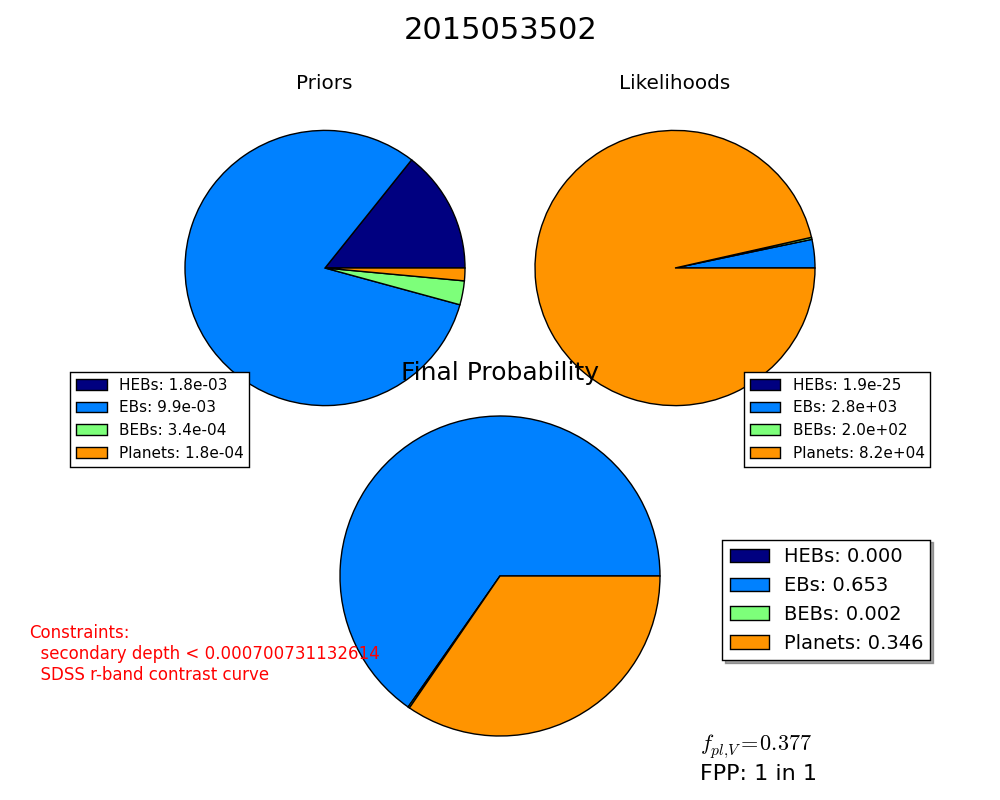 2015053502
Priors
Likelihoods
HEBs: 1.8e-03
EBs: 9.9e-03
BEBs: 3.4e-04
Planets: 1.8e-04
HEBs: 1.9e-25
EBs: 2.8e+03
BEBs: 2.0e+02
Planets: 8.2e+04
Final Probability
HEBs: 0.000
EBs: 0.653
BEBs: 0.002
Planets: 0.346
Constraints:
secondary depth < 0.000700731132614
SDSS r-band contrast curve
f_{pl,V}=0.377
FPP: 1 in 1